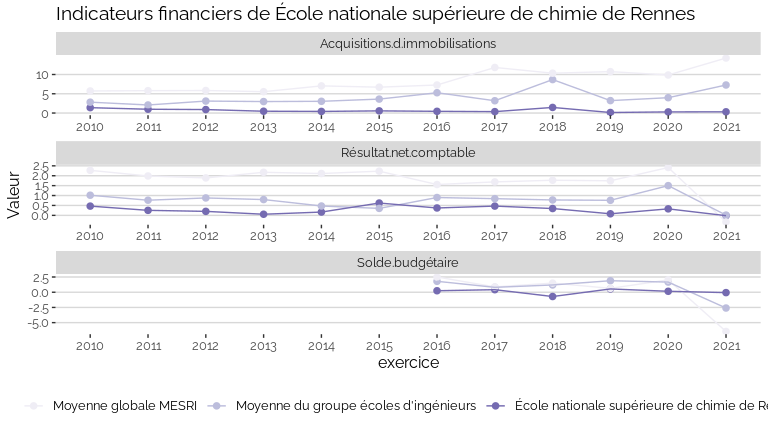 Indicateurs financiers de École nationale supérieure de chimie de Rennes
Acquisitions.d.immobilisations
10
5
0
2010 2011 2012 2013 2014 2015 2016 2017 2018 2019 2020 2021
Résultat.net.comptable
2.5
2.0
1.5
1.0
0.5
0.0
2010 2011 2012 2013 2014 2015 2016 2017 2018 2019 2020 2021
Valeur
Solde.budgétaire
2.5
0.0
−2.5
−5.0
2010 2011 2012 2013 2014 2015 2016 2017 2018 2019 2020 2021
exercice
Moyenne globale MESRI Moyenne du groupe écoles d'ingénieurs École nationale supérieure de chimie de Re